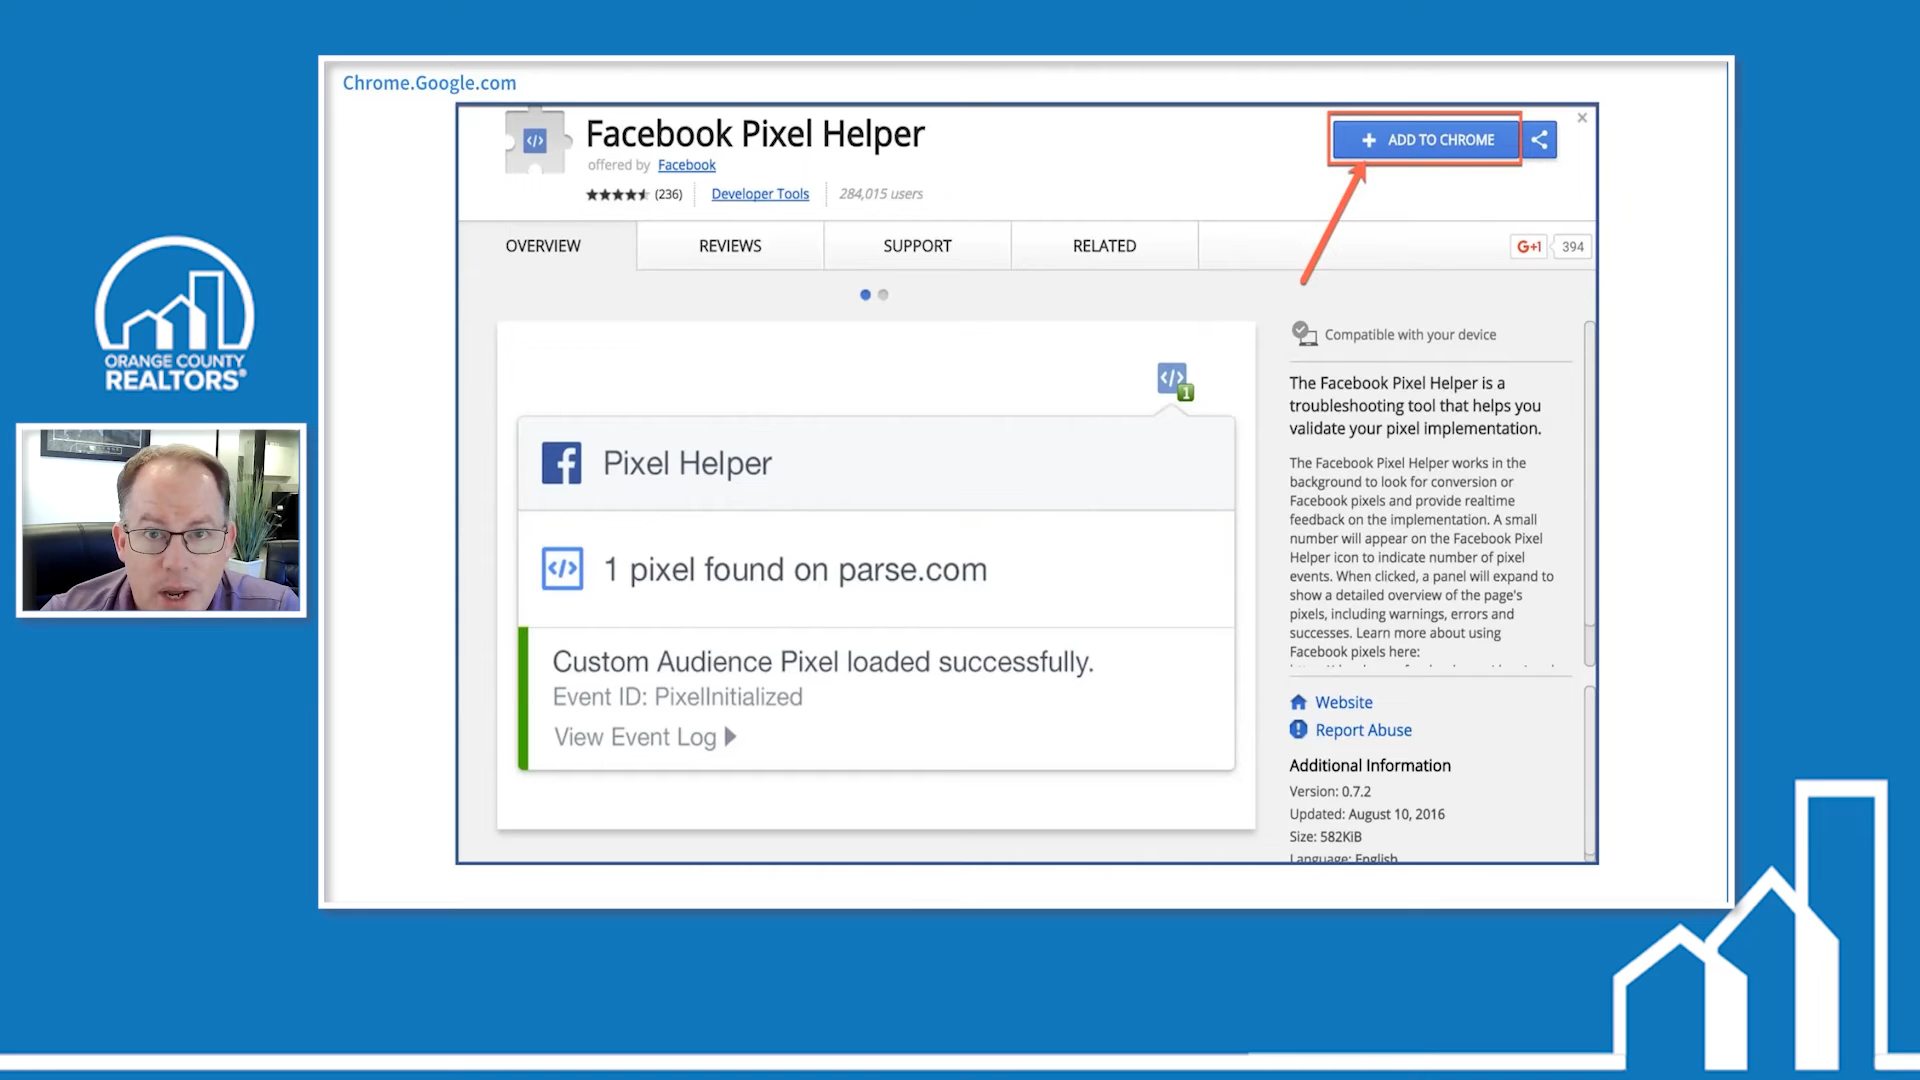 Chrome.Google.com
Facebook Pixel Helper
offered by Facebook
(236)
Developer Tools
284,015 users
ADD TO CHROME
OVERVIEW
REVIEWS
SUPPORT
RELATED
G+1
394
1
Pixel Helper
1 pixel found on parse.com
Custom Audience Pixel loaded successfully.
Event ID: PixelInitialized
View Event Log
Compatible with your device
The Facebook Pixel Helper is a
troubleshooting tool that helps you
validate your pixel implementation.
The Facebook Pixel Helper works in the
background to look for conversion or
Facebook pixels and provide realtime
feedback on the implementation. A small
number will appear on the Facebook Pixel
Helper icon to indicate number of pixel
events. When clicked, a panel will expand to
show a detailed overview of the page's
pixels, including warnings, errors and
successes. Learn more about using
Facebook pixels here:
Website
Report Abuse
Additional Information
Version: 0.7.2
Updated: August 10, 2016
Size: 582KiB
Language: English
ORANGE COUNTY
REALTORS®